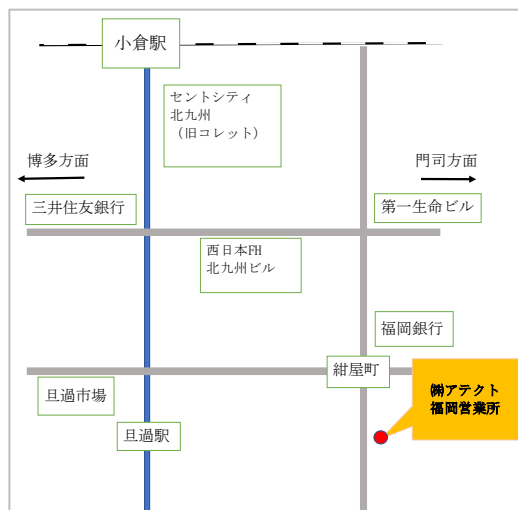 小倉駅
セントシティ
北九州
（旧コレット）
博多方面
門司方面
三井住友銀行
第一生命ビル
西日本FH
北九州ビル
福岡銀行
紺屋町
㈱アテクト
福岡営業所
旦過市場
旦過駅